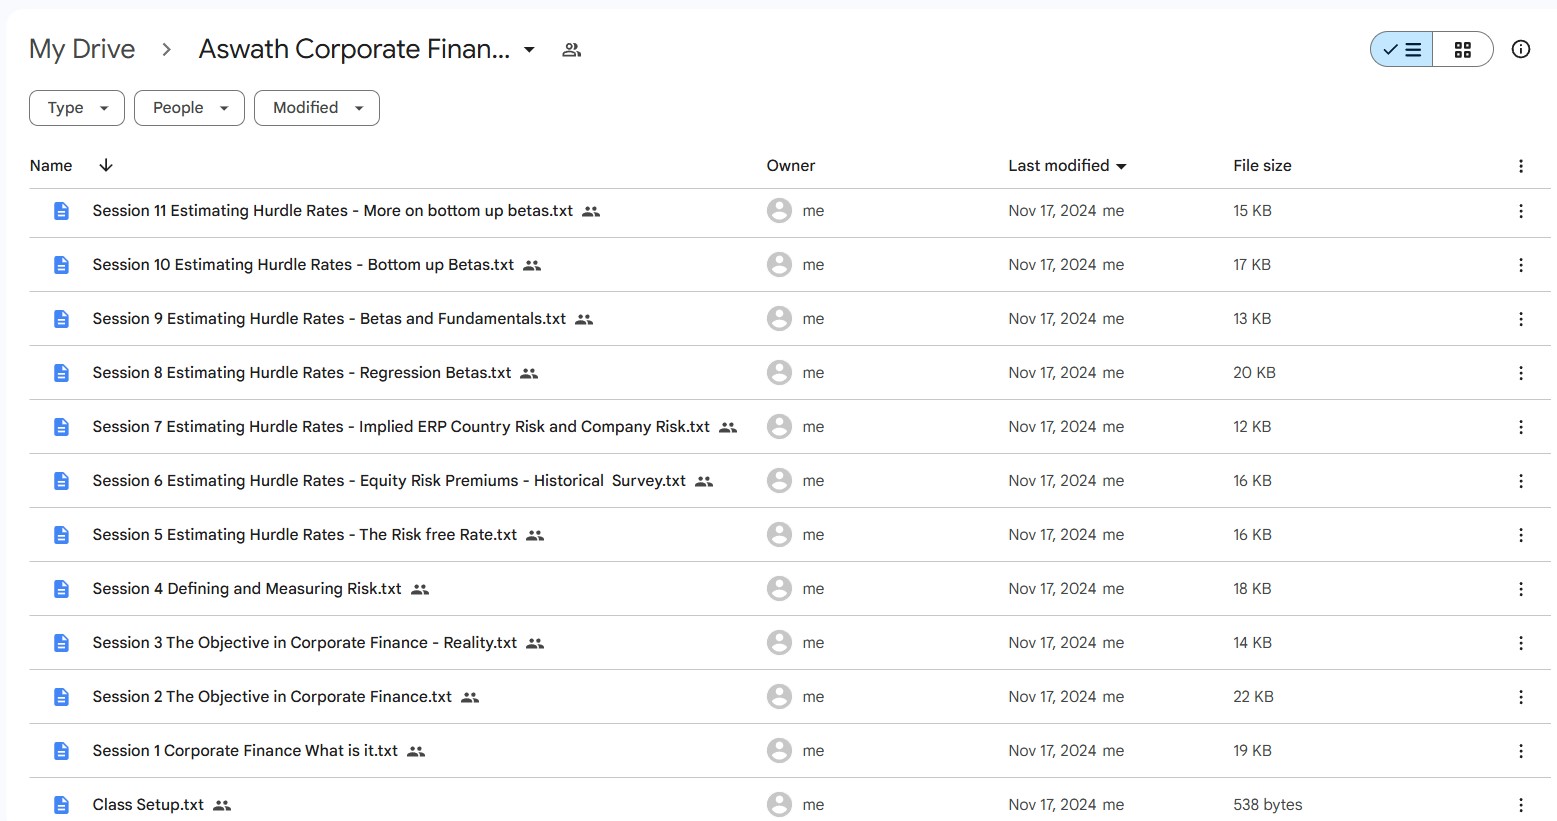 My Drive > Aswath Corporate Finan...
Type People Modified
Name Owner Last modified File size
Session 11 Estimating Hurdle Rates - More on bottom up betas.txt me Nov 17, 2024 me 15 KB
Session 10 Estimating Hurdle Rates - Bottom up Betas.txt me Nov 17, 2024 me 17 KB
Session 9 Estimating Hurdle Rates - Betas and Fundamentals.txt me Nov 17, 2024 me 13 KB
Session 8 Estimating Hurdle Rates - Regression Betas.txt me Nov 17, 2024 me 20 KB
Session 7 Estimating Hurdle Rates - Implied ERP Country Risk and Company Risk.txt me Nov 17, 2024 me 12 KB
Session 6 Estimating Hurdle Rates - Equity Risk Premiums - Historical  Survey.txt me Nov 17, 2024 me 16 KB
Session 5 Estimating Hurdle Rates - The Risk free Rate.txt me Nov 17, 2024 me 16 KB
Session 4 Defining and Measuring Risk.txt me Nov 17, 2024 me 18 KB
Session 3 The Objective in Corporate Finance - Reality.txt me Nov 17, 2024 me 14 KB
Session 2 The Objective in Corporate Finance.txt me Nov 17, 2024 me 22 KB
Session 1 Corporate Finance What is it.txt me Nov 17, 2024 me 19 KB
Class Setup.txt me Nov 17, 2024 me 538 bytes